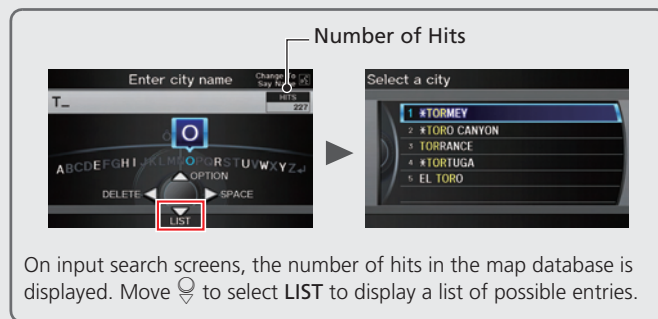 Number of Hits
Enter city name
Change To
Say Name
T_
HITS
227
O
ABCDEFGHIJKLMNOPQRSTUVWXYZ
OPTION
DELETE
SPACE
LIST
Select a city
1 *TORMEY
2 *TORO CANYON
3 TORRANCE
4 *TORTUGA
5 EL TORO
On input search screens, the number of hits in the map database is
displayed. Move to select LIST to display a list of possible entries.